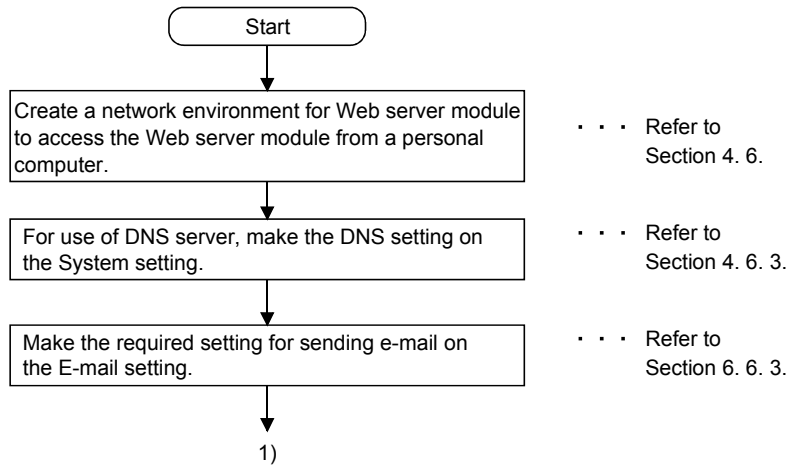 Start
Create a network environment for Web server module
to access the Web server module from a personal
computer.
· · · Refer to
Section 4. 6.
For use of DNS server, make the DNS setting on
the System setting.
· · · Refer to
Section 4. 6. 3.
Make the required setting for sending e-mail on
the E-mail setting.
· · · Refer to
Section 6. 6. 3.
1)